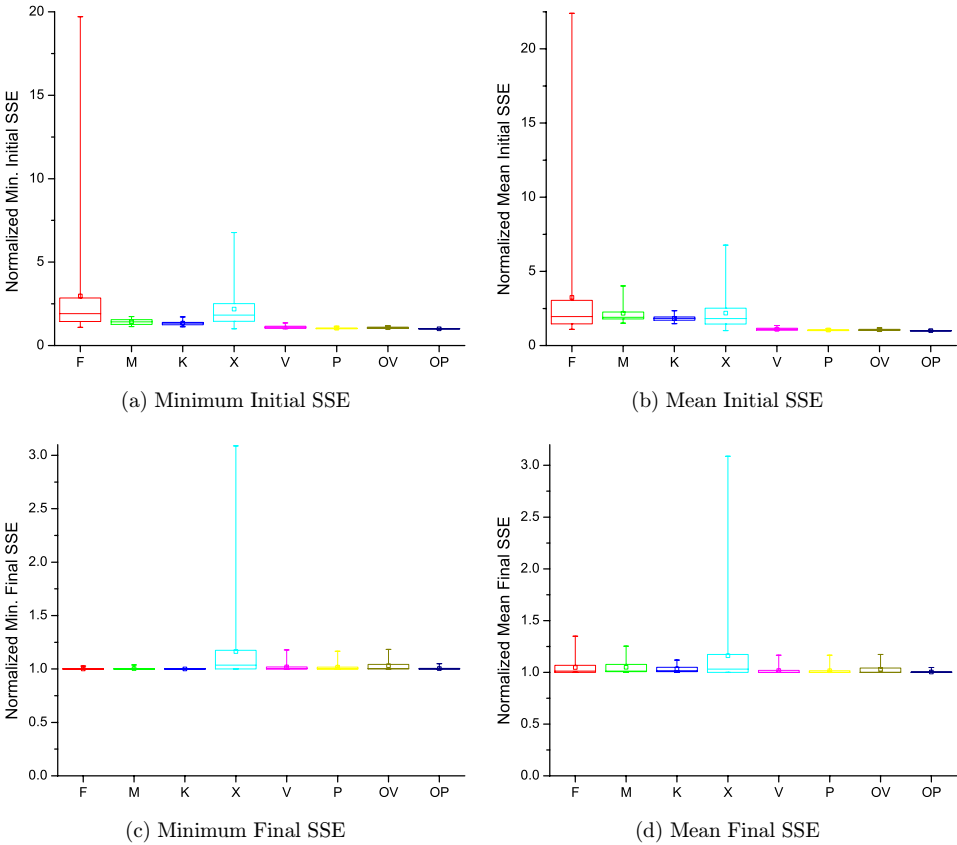 Normalized Min. Initial SSE
20
15
10
5
0
F M K X V P OV OP
(a) Minimum Initial SSE
Normalized Mean Initial SSE
20
15
10
5
0
F M K X V P OV OP
(b) Mean Initial SSE
Normalized Min. Final SSE
3.0
2.5
2.0
1.5
1.0
0.5
0.0
F M K X V P OV OP
(c) Minimum Final SSE
Normalized Mean Final SSE
3.0
2.5
2.0
1.5
1.0
0.5
0.0
F M K X V P OV OP
(d) Mean Final SSE